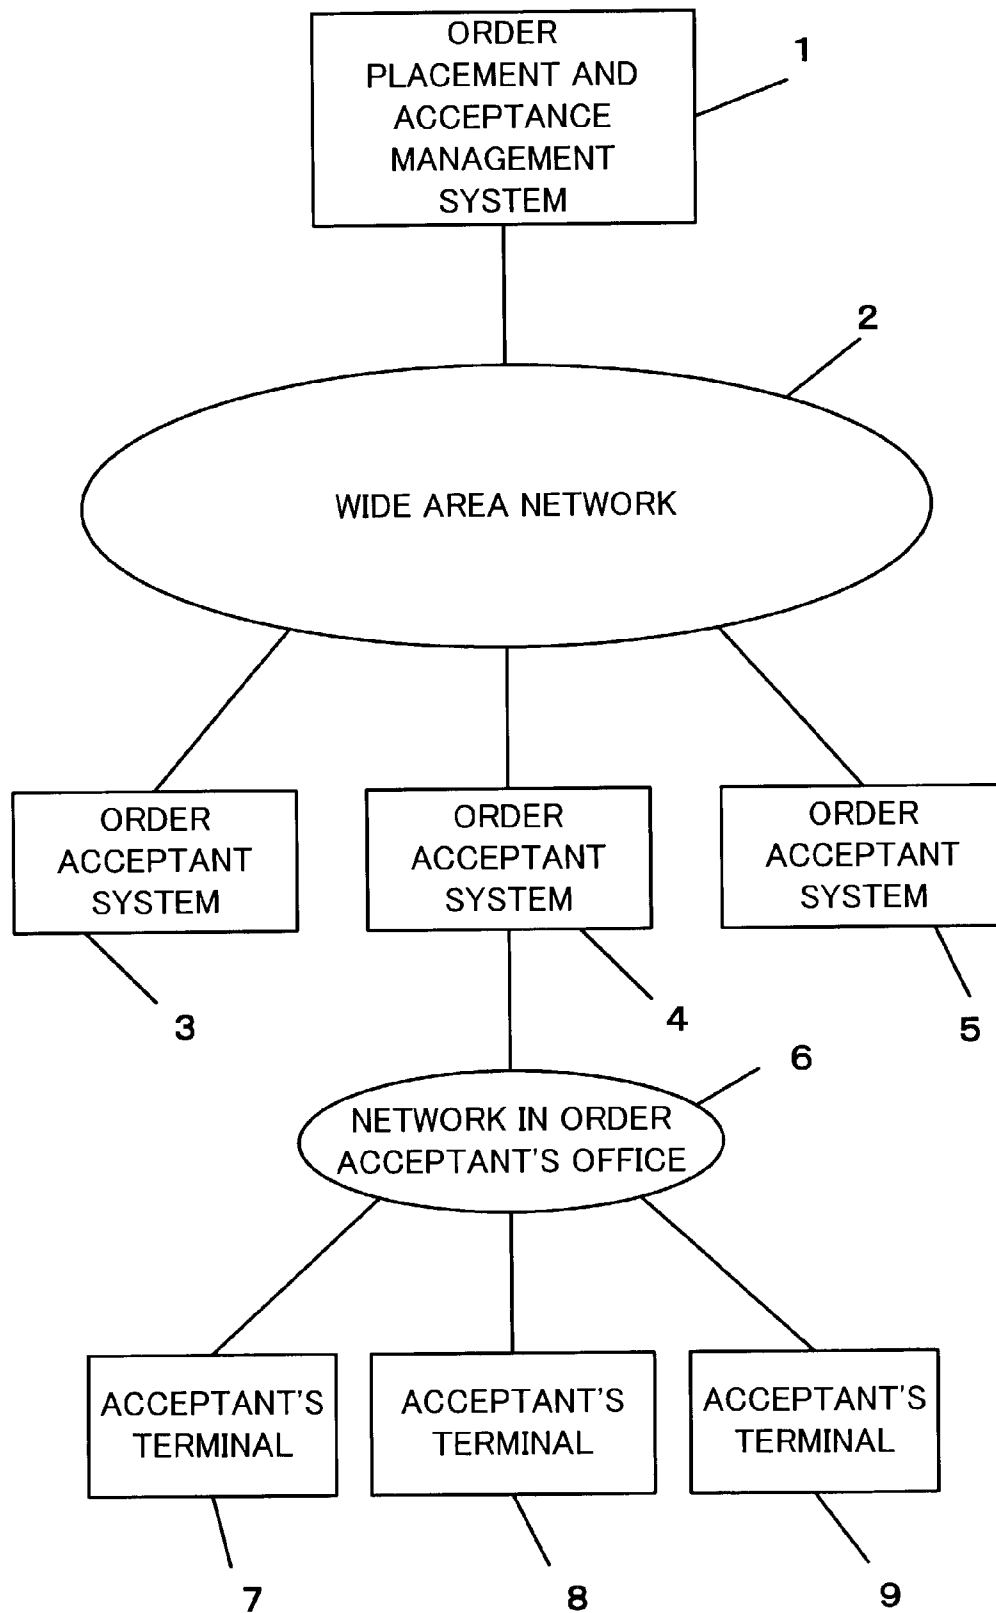 ORDER
PLACEMENT AND
ACCEPTANCE
MANAGEMENT
SYSTEM
1
2
WIDE AREA NETWORK
ORDER
ACCEPTANT
SYSTEM
ORDER
ACCEPTANT
SYSTEM
ORDER
ACCEPTANT
SYSTEM
3
4
5
6
NETWORK IN ORDER
ACCEPTANT'S OFFICE
ACCEPTANT'S
TERMINAL
ACCEPTANT'S
TERMINAL
ACCEPTANT'S
TERMINAL
7
8
9